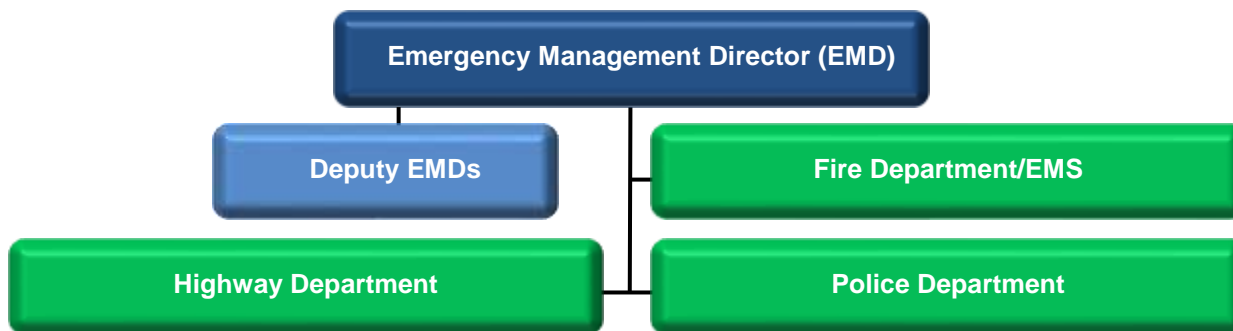 Emergency Management Director (EMD)
Deputy EMDs
Fire Department/EMS
Highway Department
Police Department